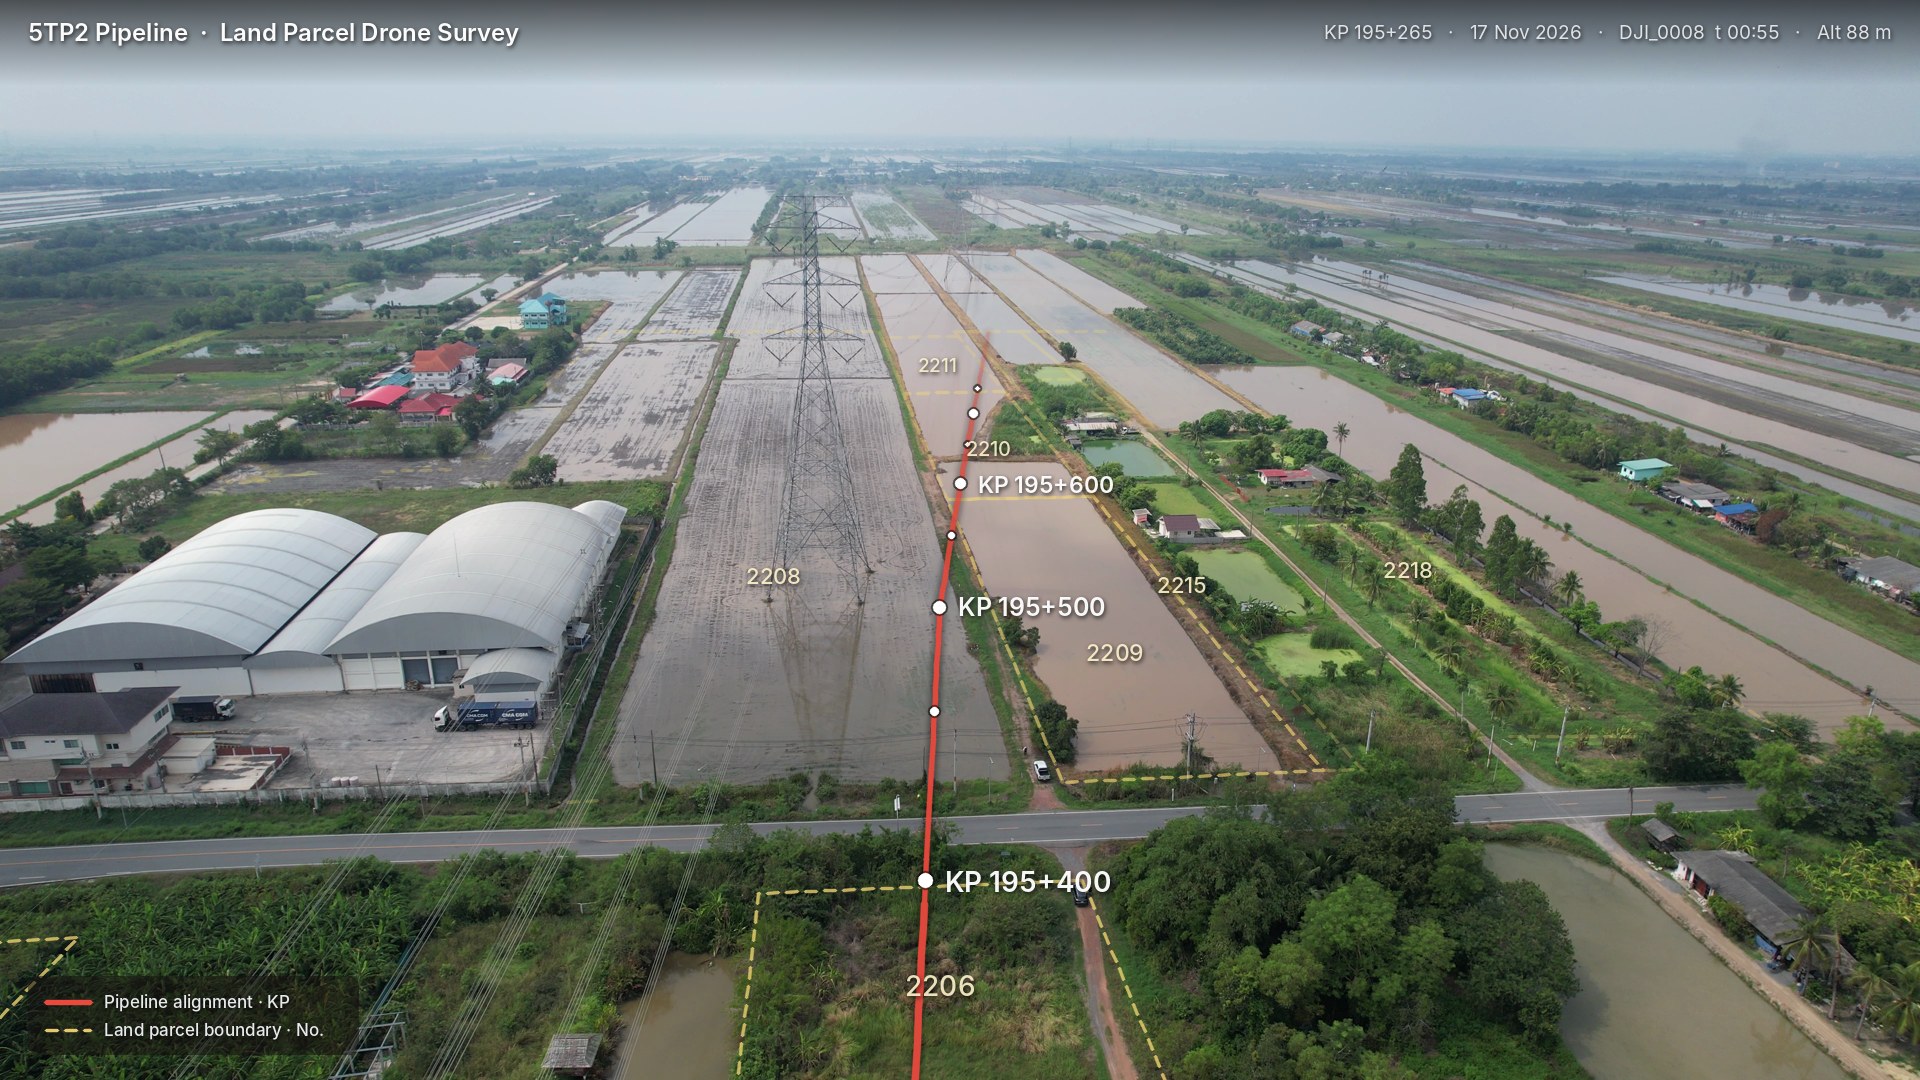 5TP2 Pipeline · Land Parcel Drone Survey
KP 195+265 · 17 Nov 2026 · DJI_0008 t 00:55 · Alt 88 m
2211
2210
KP 195+600
2208
2218
2215
KP 195+500
2209
CMA CGM
KP 195+400
2206
Pipeline alignment · KP
Land parcel boundary · No.